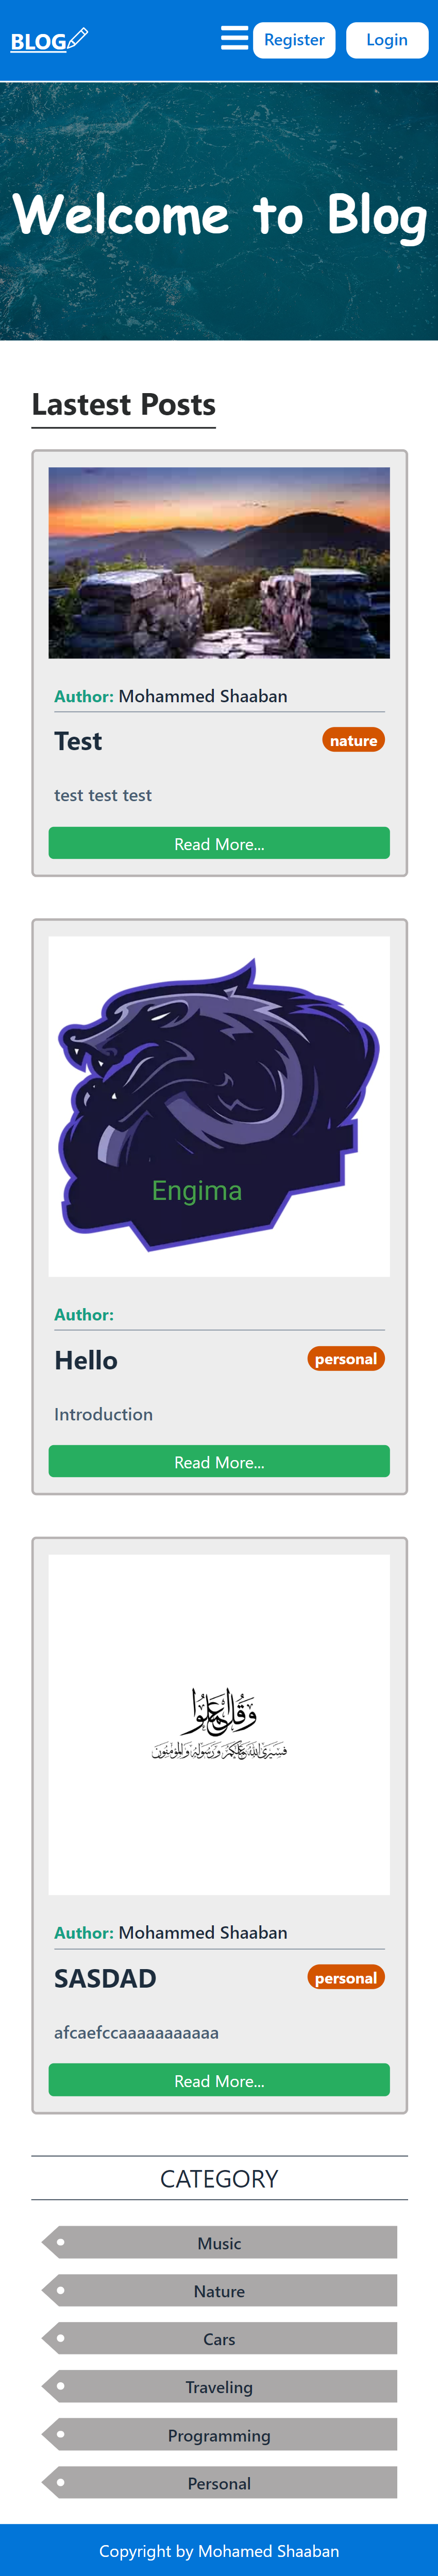 BLOG
Register
Login
Welcome to Blog
Lastest Posts
Author: Mohammed Shaaban
Test
nature
test test test
Read More...
Engima
Author:
Hello
personal
Introduction
Read More...
وَقُلِ اعْمَلُوا
فَسَيَرَى اللَّهُ عَمَلَكُمْ وَرَسُولُهُ وَالْمُؤْمِنُونَ
Author: Mohammed Shaaban
SASDAD
personal
afcaefccaaaaaaaaaaa
Read More...
CATEGORY
Music
Nature
Cars
Traveling
Programming
Personal
Copyright by Mohamed Shaaban